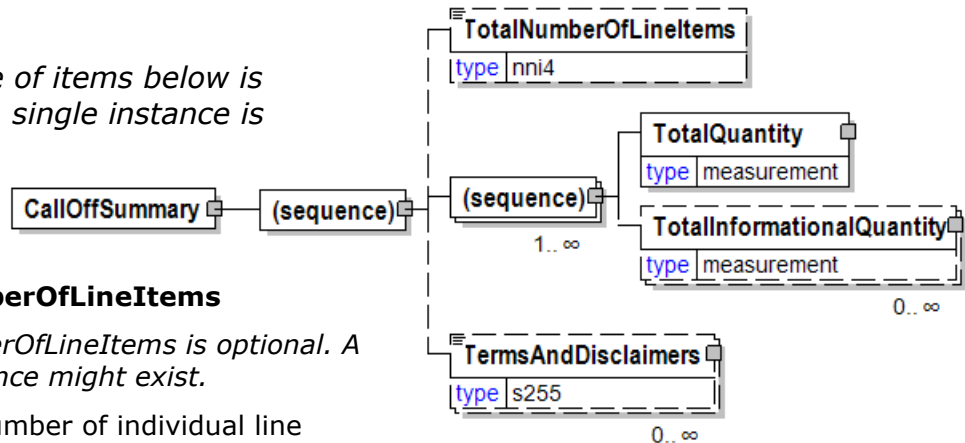 TotalNumberOfLineItems
type nni4
of items below is
single instance is
TotalQuantity
type measurement
CallOffSummary
(sequence)
(sequence)
1.. ∞
TotalInformationalQuantity
type measurement
0.. ∞
berOfLineItems
erOfLineItems is optional. A
nce might exist.
TermsAndDisclaimers
type s255
umber of individual line
0.. ∞